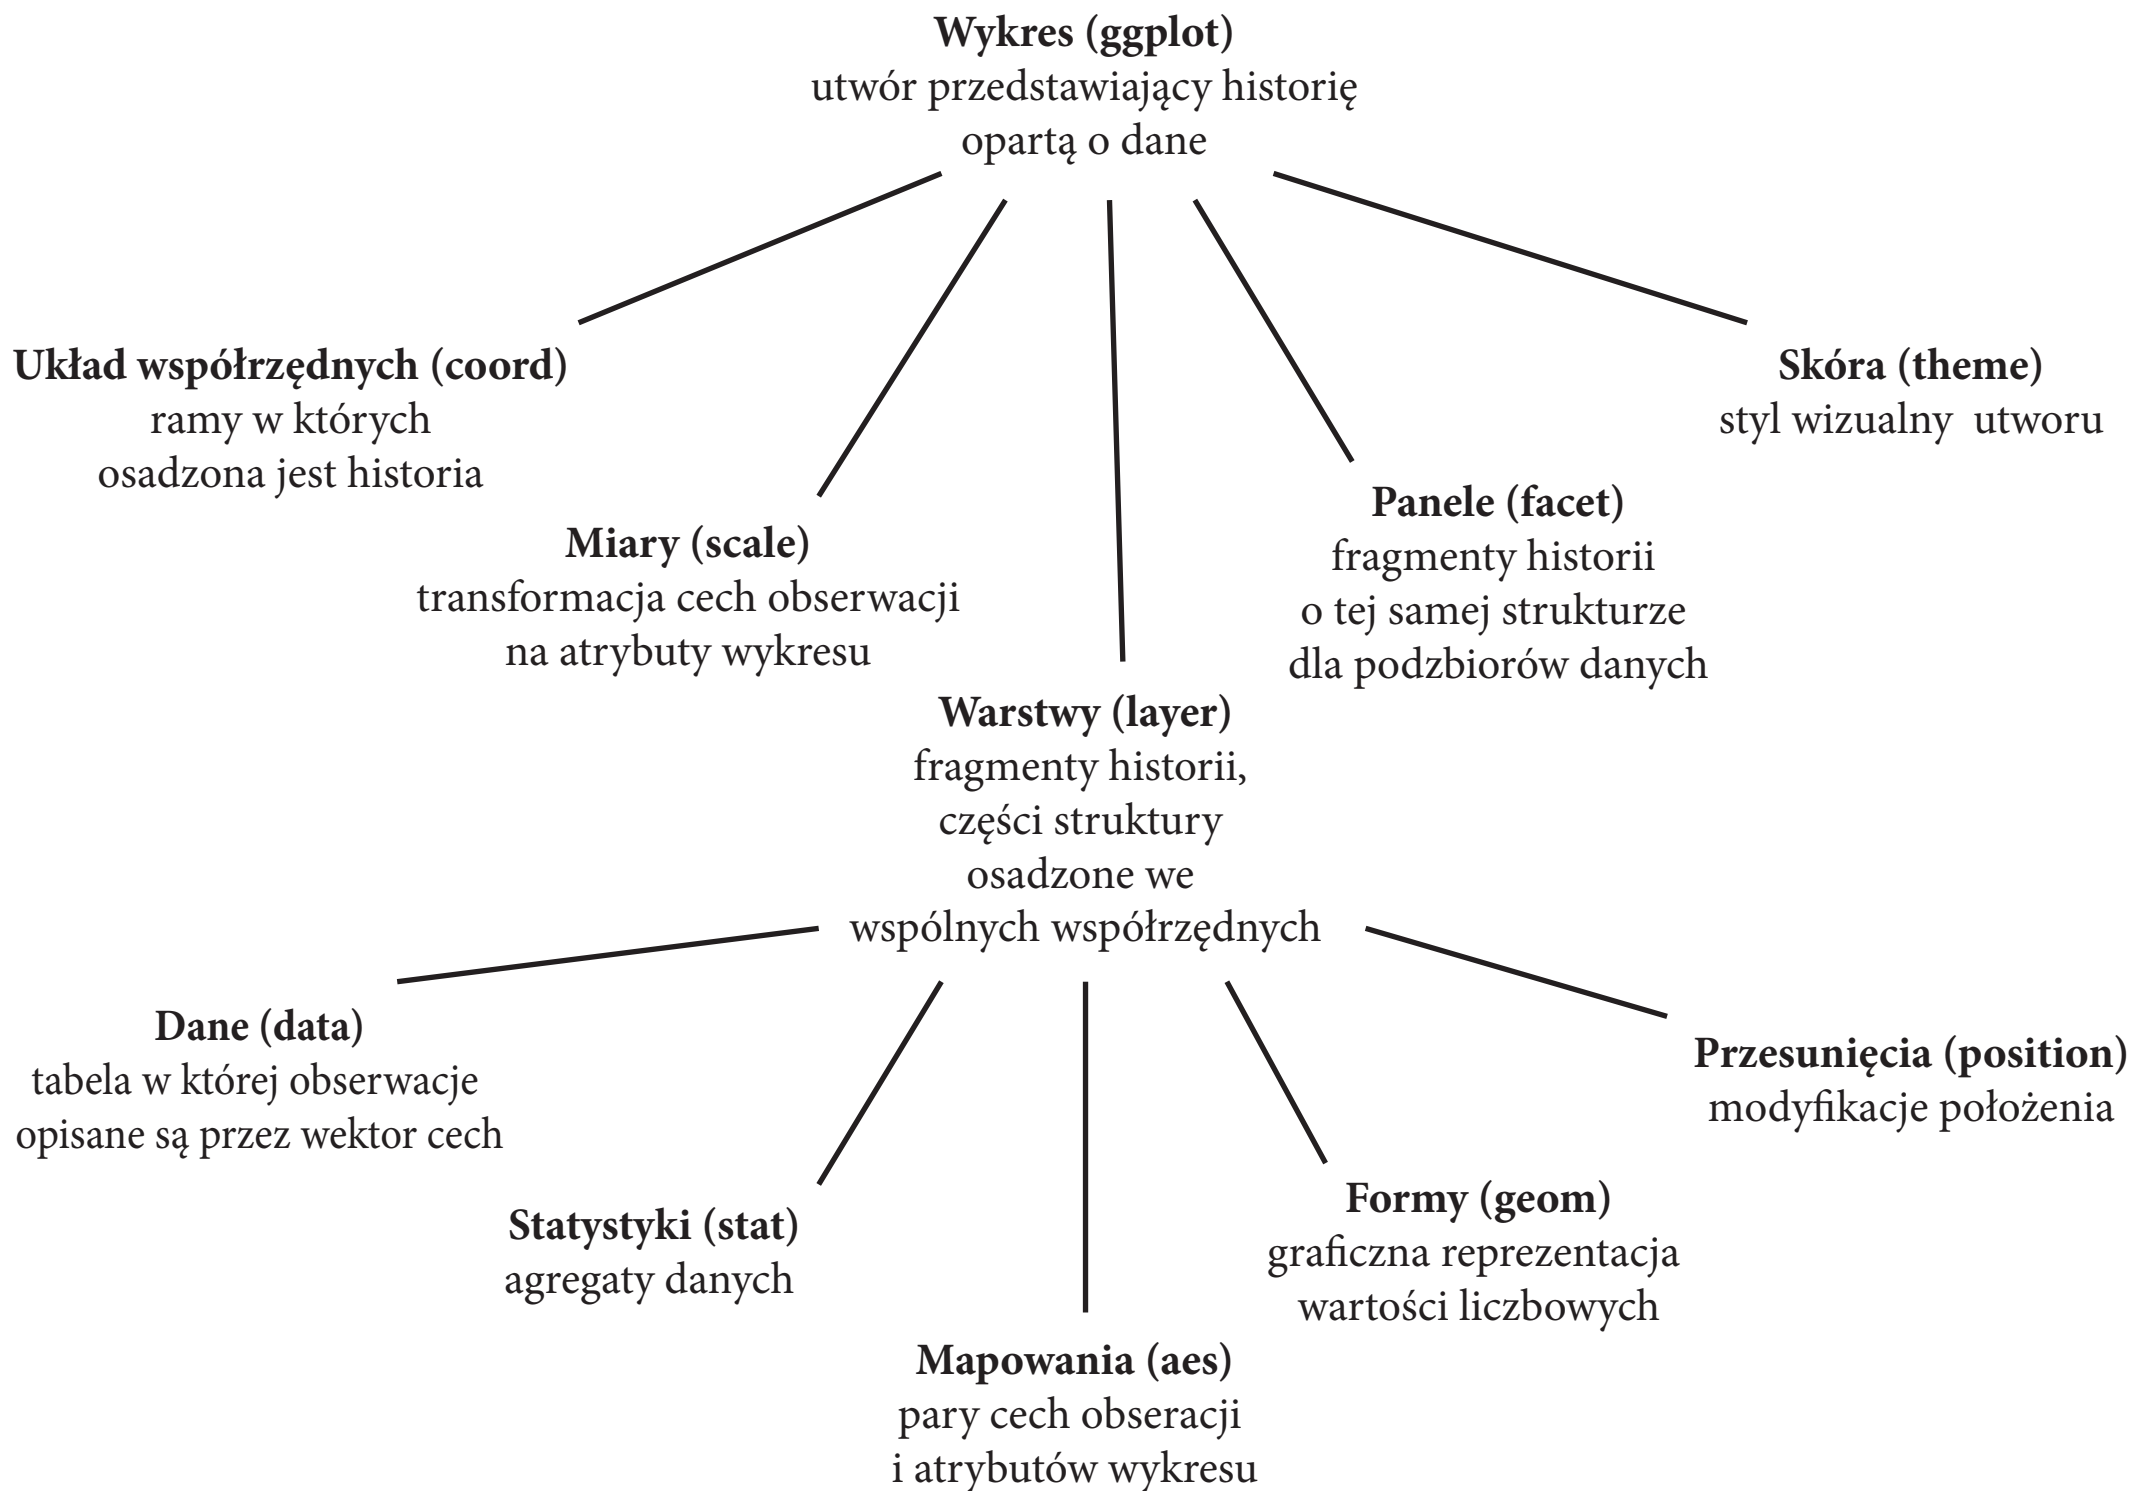 Wykres (ggplot)
utwór przedstawiający historię
opartą o dane
Układ współrzędnych (coord)
ramy w których
osadzona jest historia
Miary (scale)
transformacja cech obserwacji
na atrybuty wykresu
Warstwy (layer)
fragmenty historii,
części struktury
osadzone we
wspólnych współrzędnych
Panele (facet)
fragmenty historii
o tej samej strukturze
dla podzbiorów danych
Skóra (theme)
styl wizualny  utworu
Dane (data)
tabela w której obserwacje
opisane są przez wektor cech
Statystyki (stat)
agregaty danych
Mapowania (aes)
pary cech obseracji
i atrybutów wykresu
Formy (geom)
graficzna reprezentacja
wartości liczbowych
Przesunięcia (position)
modyfikacje położenia